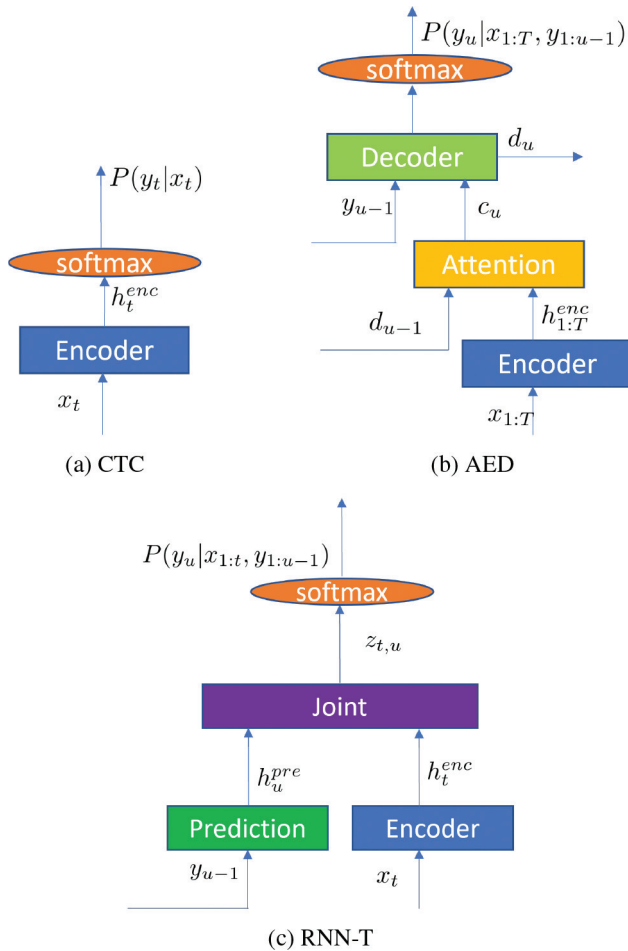 P(y_t|x_t)
softmax
h_t^{enc}
Encoder
x_t
(a) CTC
P(y_u|x_{1:T}, y_{1:u-1})
softmax
Decoder
d_u
y_{u-1}
c_u
Attention
d_{u-1}
h_{1:T}^{enc}
Encoder
x_{1:T}
(b) AED
P(y_u|x_{1:t}, y_{1:u-1})
softmax
z_{t,u}
Joint
h_u^{pre}
h_t^{enc}
Prediction
Encoder
y_{u-1}
x_t
(c) RNN-T